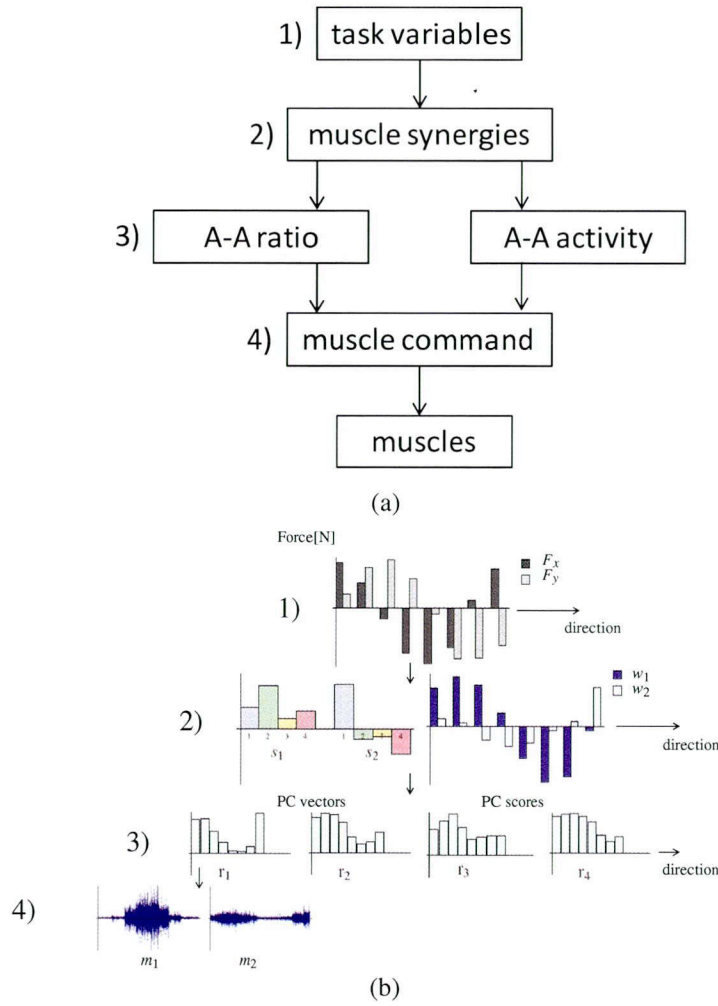 1) task variables
2) muscle synergies
3) A-A ratio A-A activity
4) muscle command
muscles
(a)
Force[N]
F_x
F_y
1)
direction
w_1
w_2
2)
1 2 3 4 1 2 3 4
s_1 s_2
direction
PC vectors PC scores
3)
r_1 r_2 r_3 r_4
direction
4)
m_1 m_2
(b)